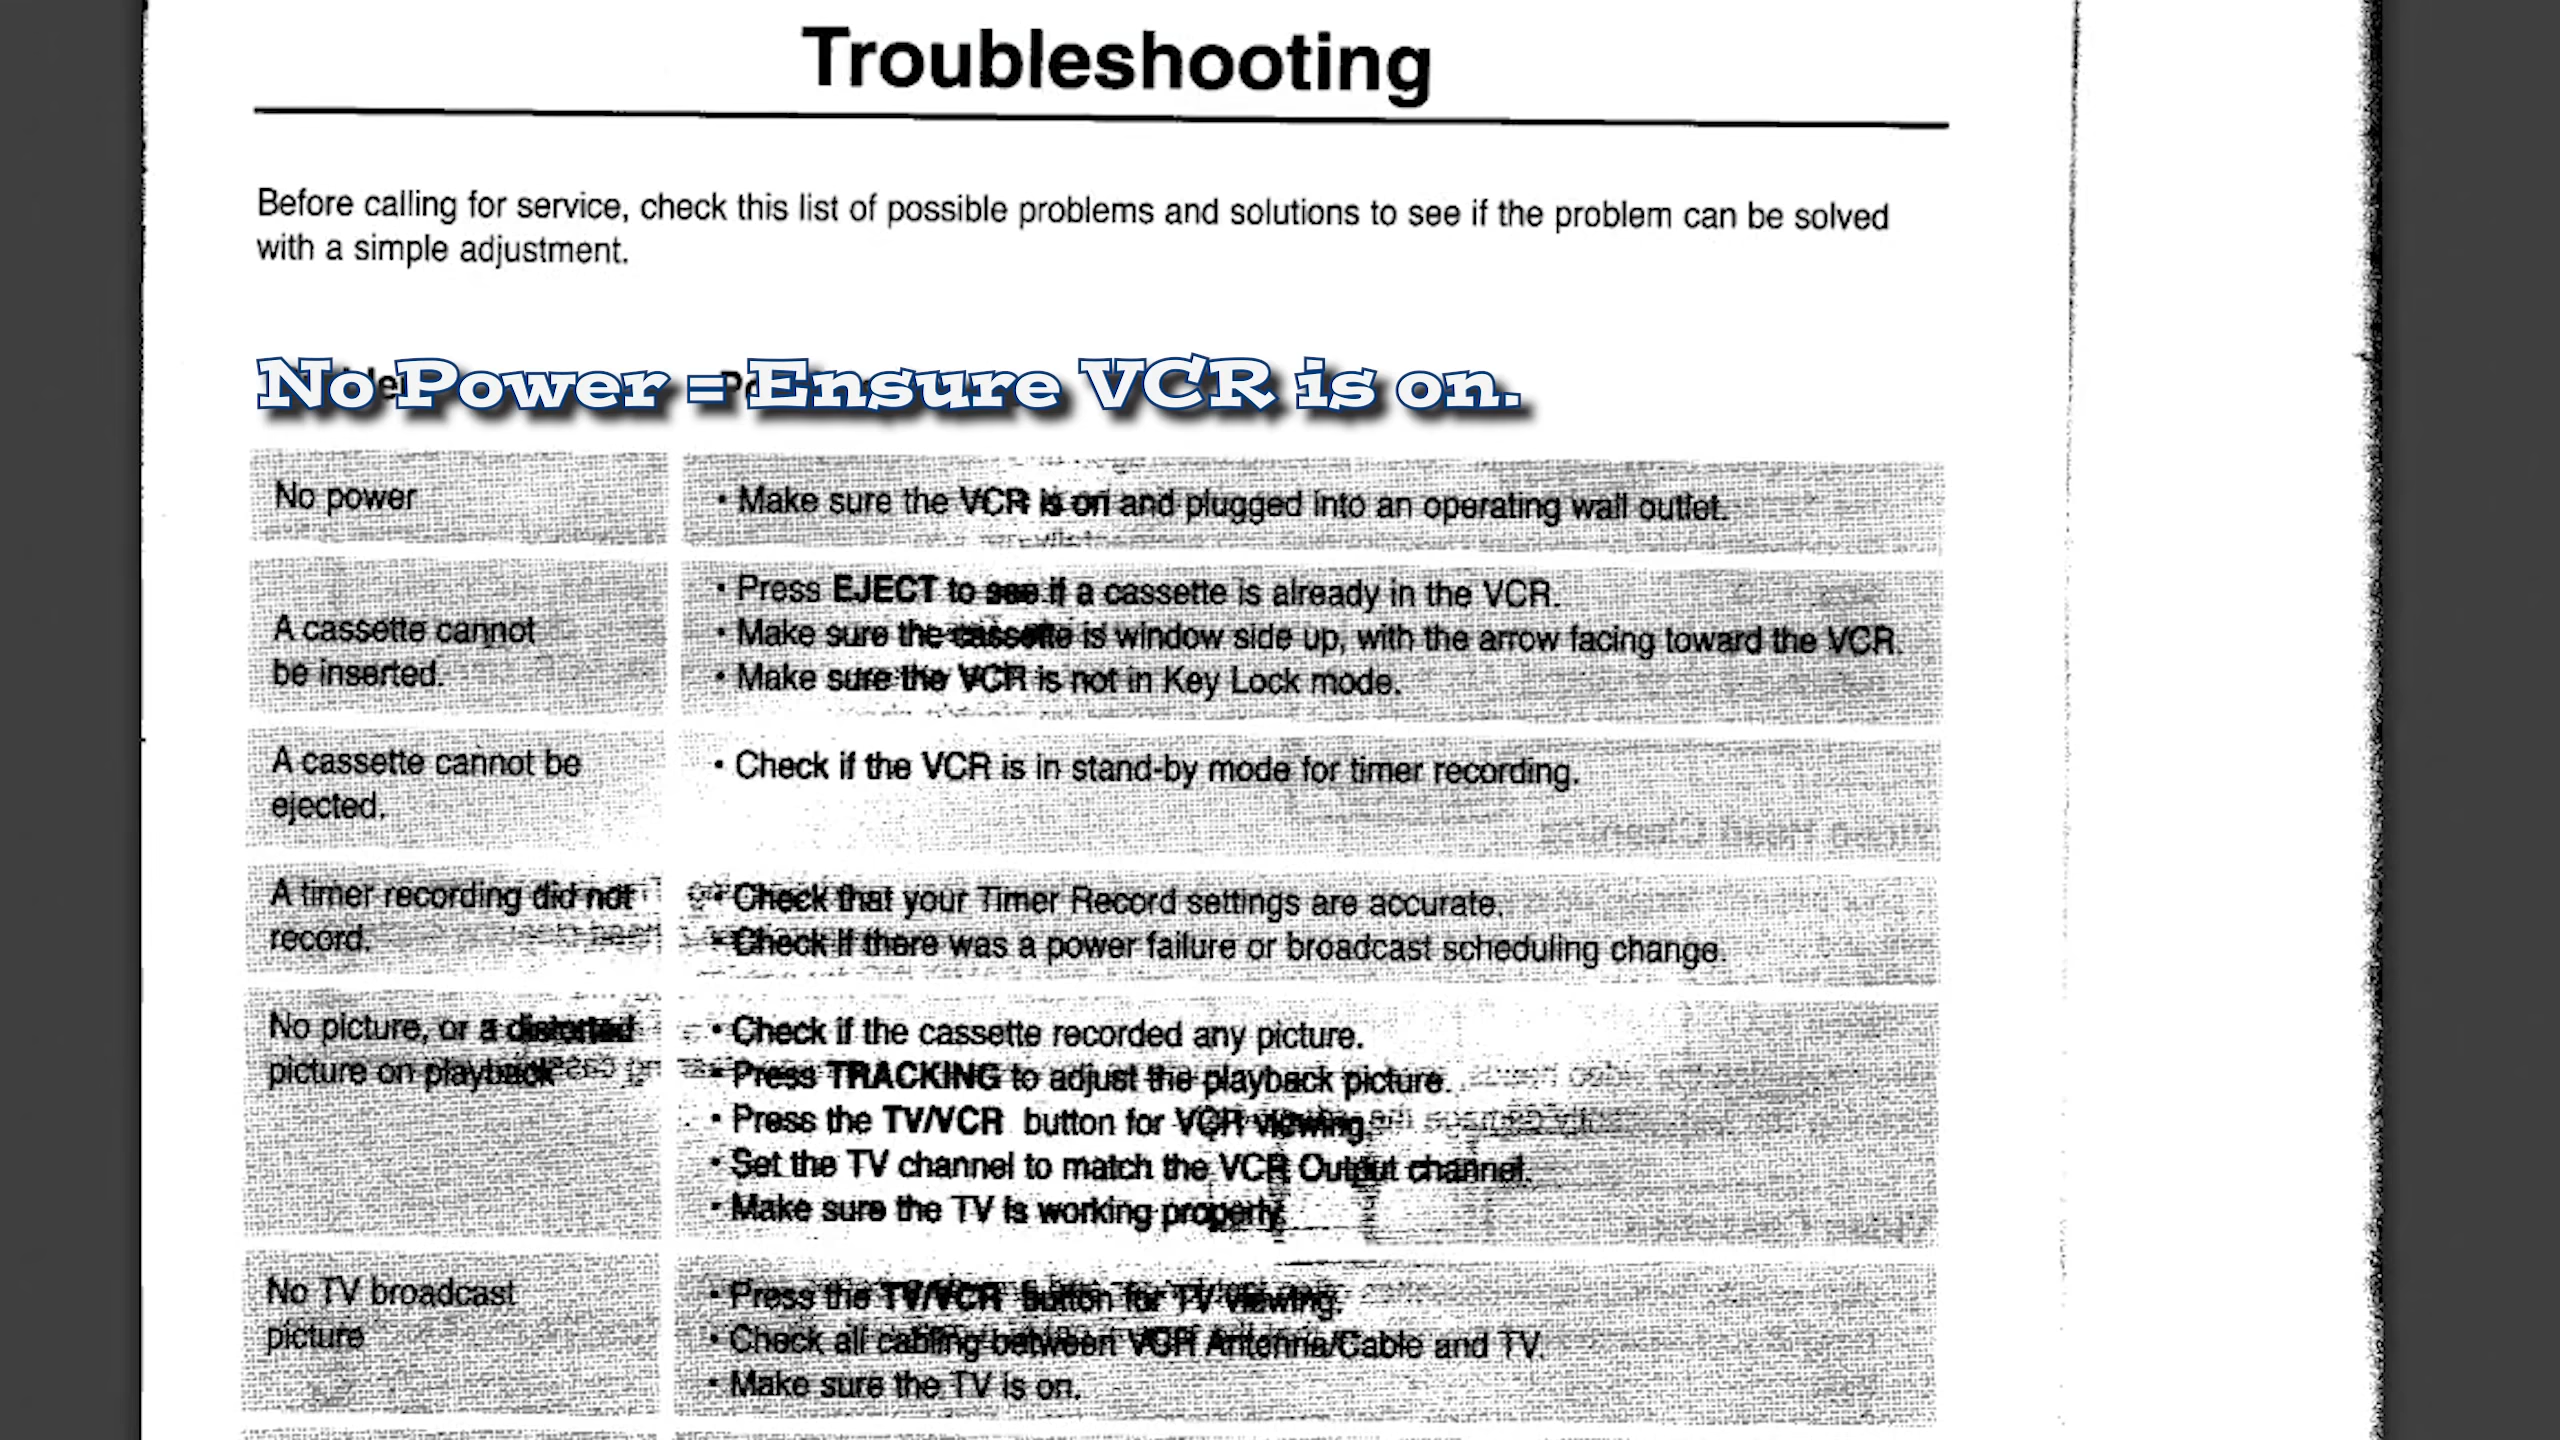 Troubleshooting
Before calling for service, check this list of possible problems and solutions to see if the problem can be solved
with a simple adjustment.
No Power = Ensure VCR is on.
No power
• Make sure the VCR is on and plugged into an operating wall outlet.
A cassette cannot
be inserted.
• Press EJECT to see if a cassette is already in the VCR.
• Make sure the cassette is window side up, with the arrow facing toward the VCR.
• Make sure the VCR is not in Key Lock mode.
A cassette cannot be
ejected.
• Check if the VCR is in stand-by mode for timer recording.
A timer recording did not
record.
• Check that your Timer Record settings are accurate.
• Check if there was a power failure or broadcast scheduling change.
No picture, or a distorted
picture on playback
• Check if the cassette recorded any picture.
• Press TRACKING to adjust the playback picture.
• Press the TV/VCR button for VCR viewing.
• Set the TV channel to match the VCR Output channel.
• Make sure the TV is working properly.
No TV broadcast
picture
• Press the TV/VCR button for TV viewing.
• Check all cabling between VCR Antenna/Cable and TV.
• Make sure the TV is on.